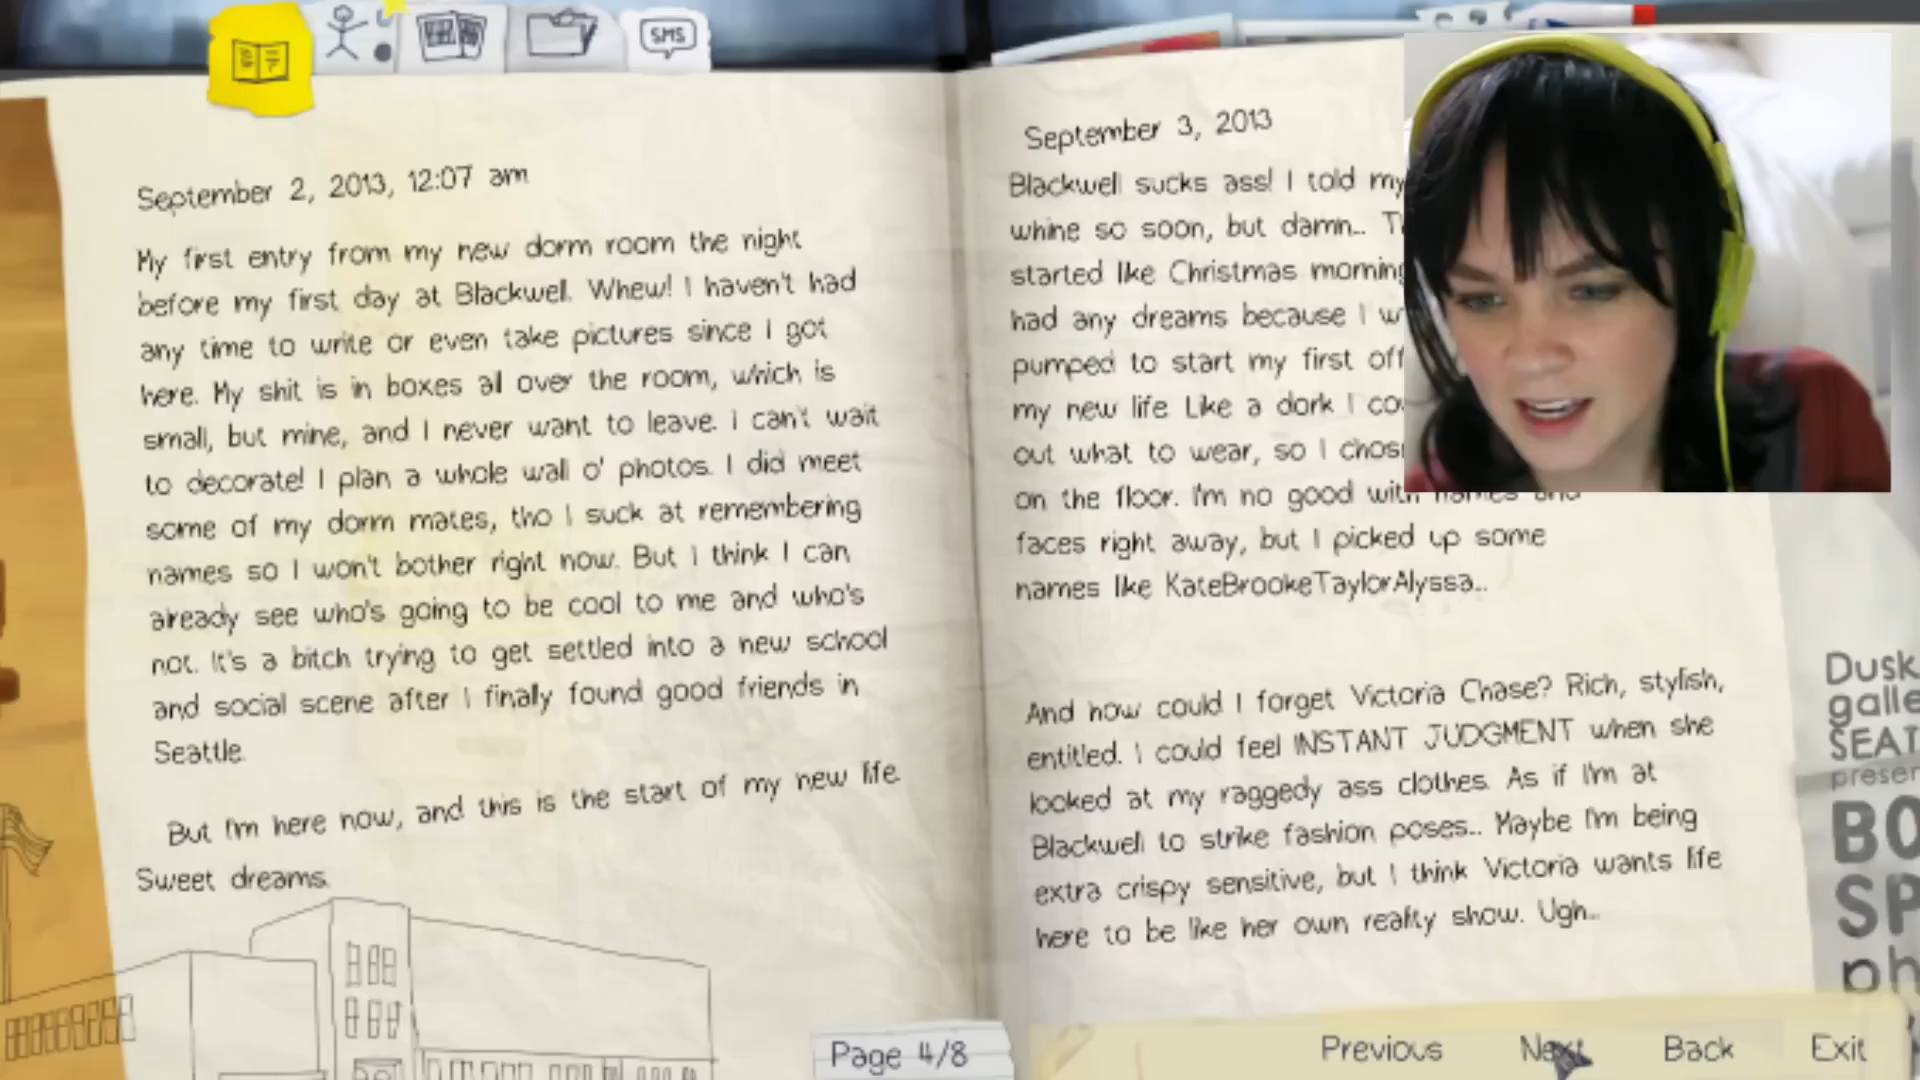 SMS
September 2, 2013, 12:07 am
My first entry from my new dorm room the night
before my first day at Blackwell. Whew! I haven't had
any time to write or even take pictures since I got
here. My shit is in boxes all over the room, which is
small, but mine, and I never want to leave. I can't wait
to decorate! I plan a whole wall o' photos. I did meet
some of my dorm mates, tho I suck at remembering
names so I won't bother right now. But I think I can
already see who's going to be cool to me and who's
not. It's a bitch trying to get settled into a new school
and social scene after I finally found good friends in
Seattle.
But I'm here now, and this is the start of my new life.
Sweet dreams.
September 3, 2013
Blackwell sucks ass! I told my
whine so soon, but damn...
started like Christmas morning
had any dreams because I
pumped to start my first
my new life. Like a dork I
out what to wear, so I
on the floor. I'm no good with names and
faces right away, but I picked up some
names like KateBrookeTaylorAlyssa...
And how could I forget Victoria Chase? Rich, stylish,
entitled. I could feel INSTANT JUDGMENT when she
looked at my raggedy ass clothes. As if I'm at
Blackwell to strike fashion poses... Maybe I'm being
extra crispy sensitive, but I think Victoria wants life
here to be like her own reality show. Ugh...
Dusk
galle
SEAT
presen
BO
SP
ph
Page 4/8
Previous Next Back Exit